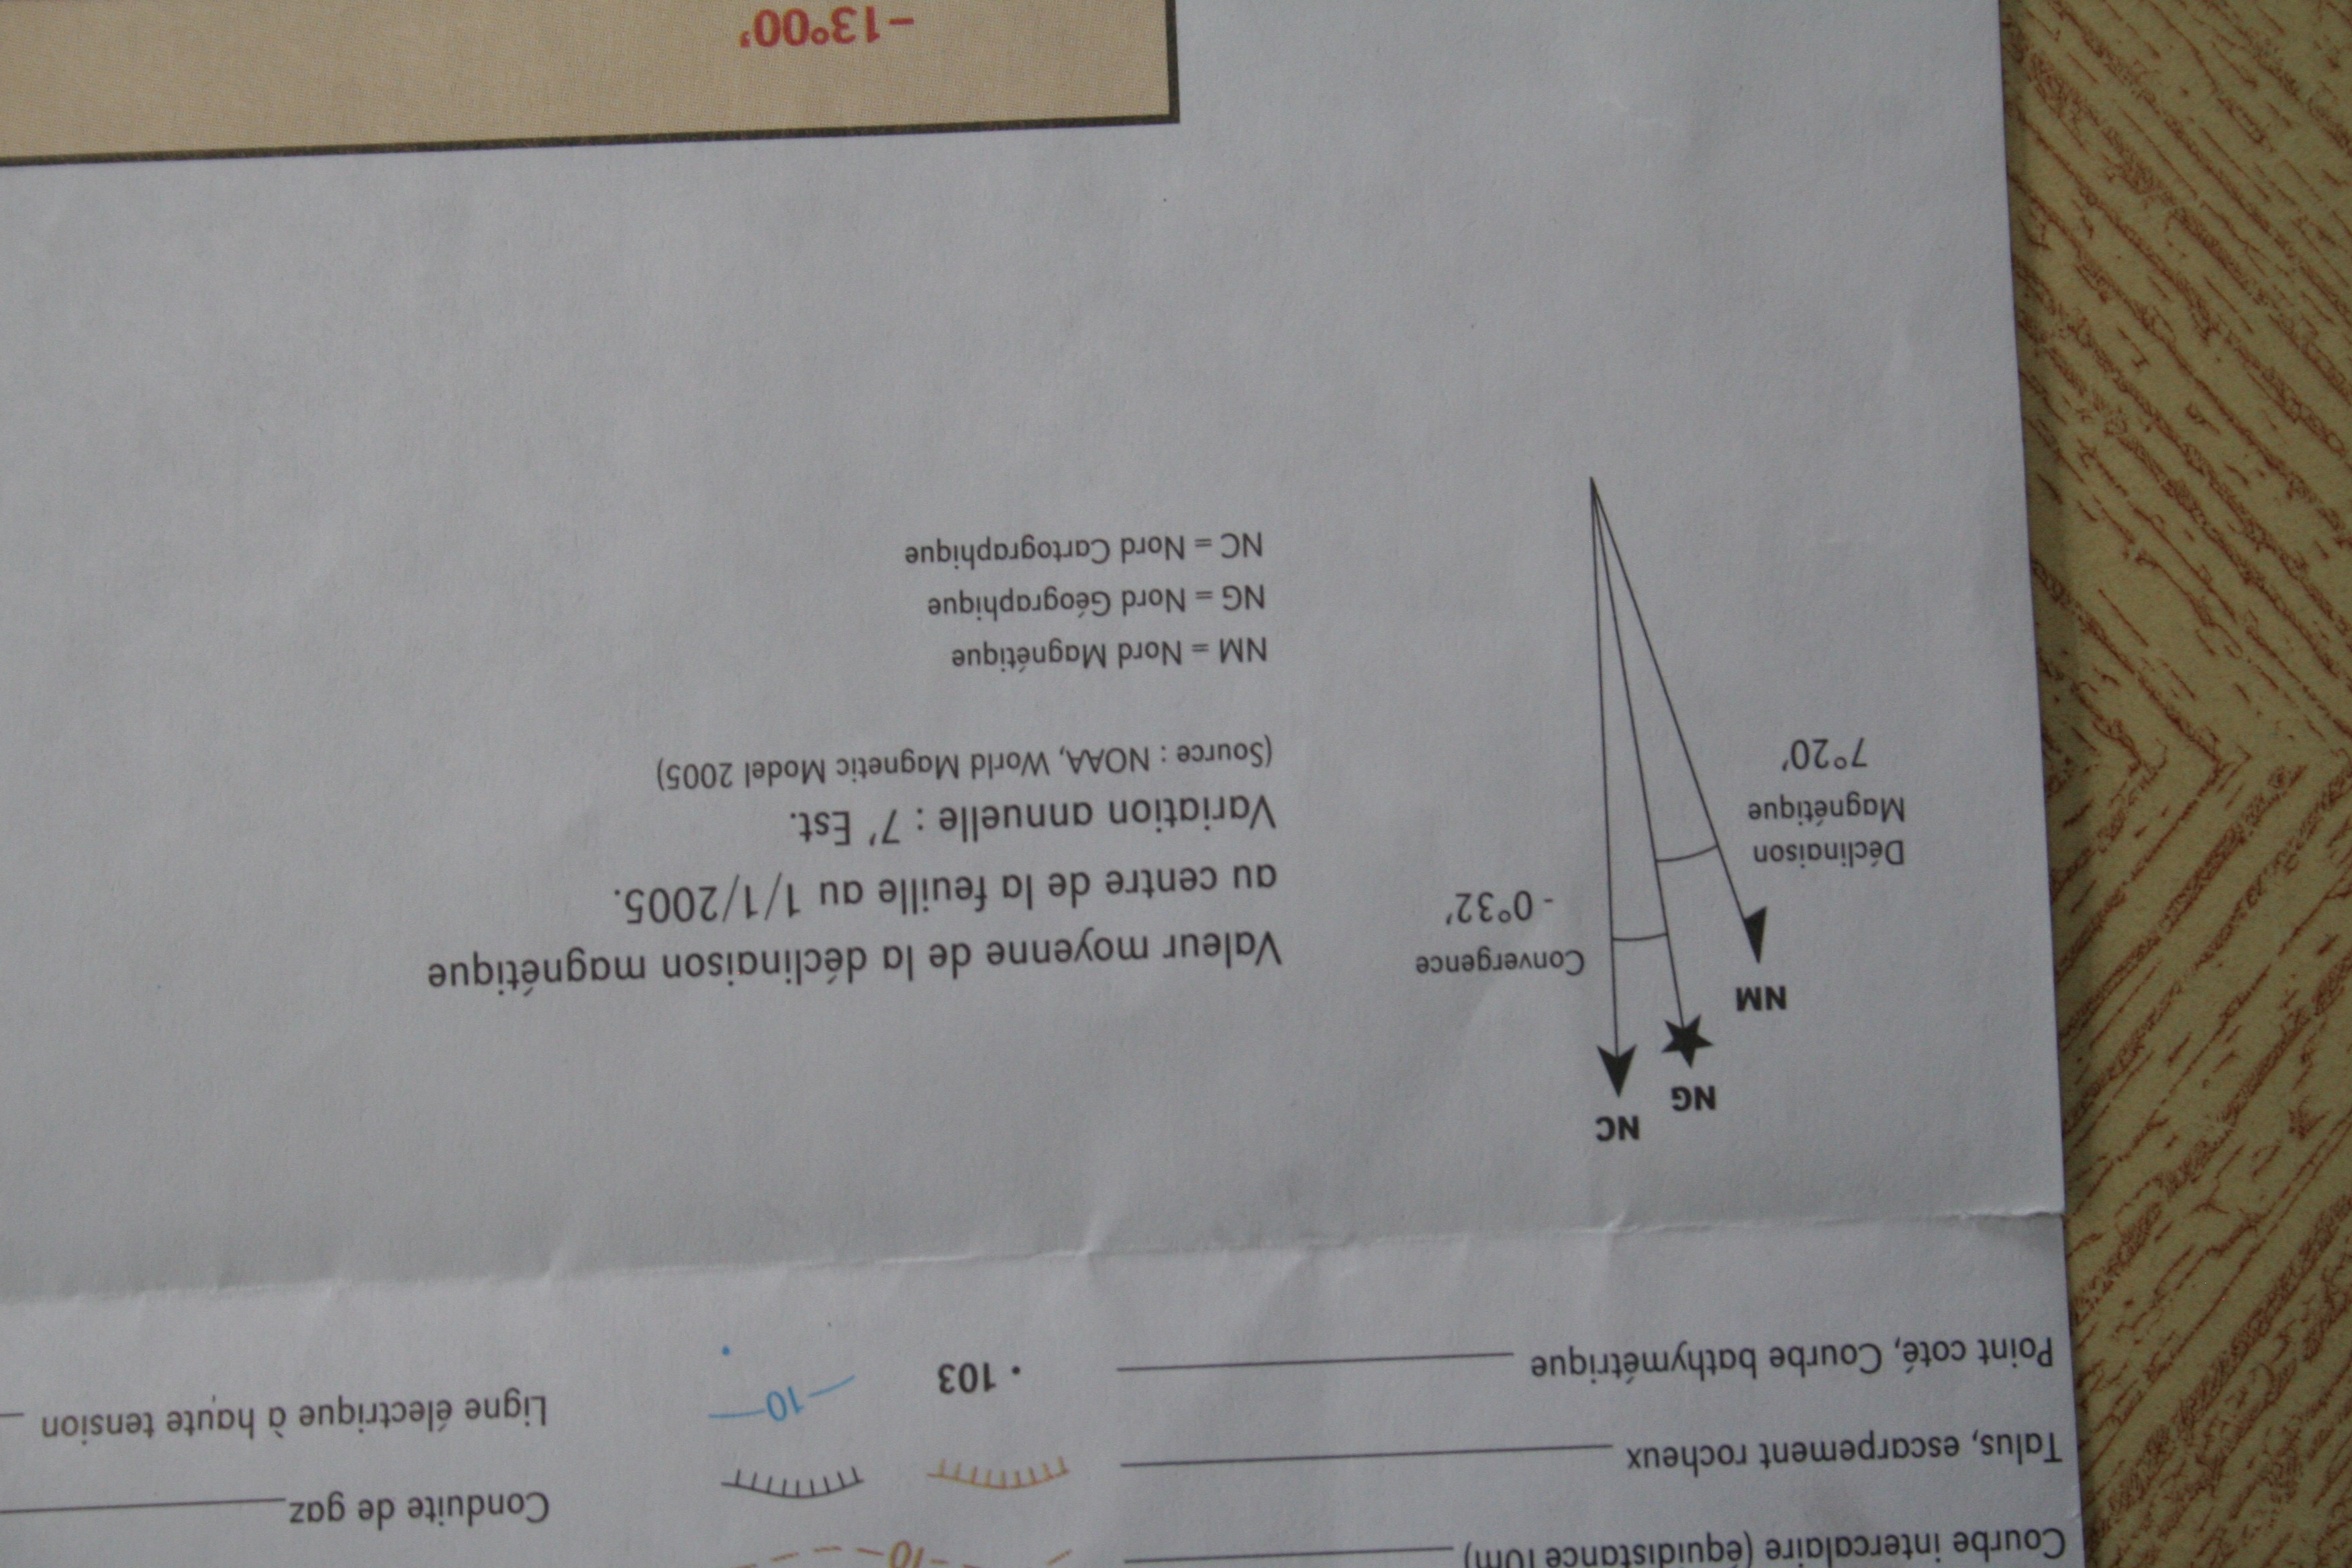 Courbe intercalaire (équidistance 10m)
-10-
Talus, escarpement rocheux
Conduite de gaz
Point coté, Courbe bathymétrique
• 103
-10-
Ligne électrique à haute tension
NC
NG
NM
Convergence
- 0°32'
Déclinaison
Magnétique
7°20'
Valeur moyenne de la déclinaison magnétique
au centre de la feuille au 1/1/2005.
Variation annuelle : 7' Est.
(Source : NOAA, World Magnetic Model 2005)
NM = Nord Magnétique
NG = Nord Géographique
NC = Nord Cartographique
-13°00'